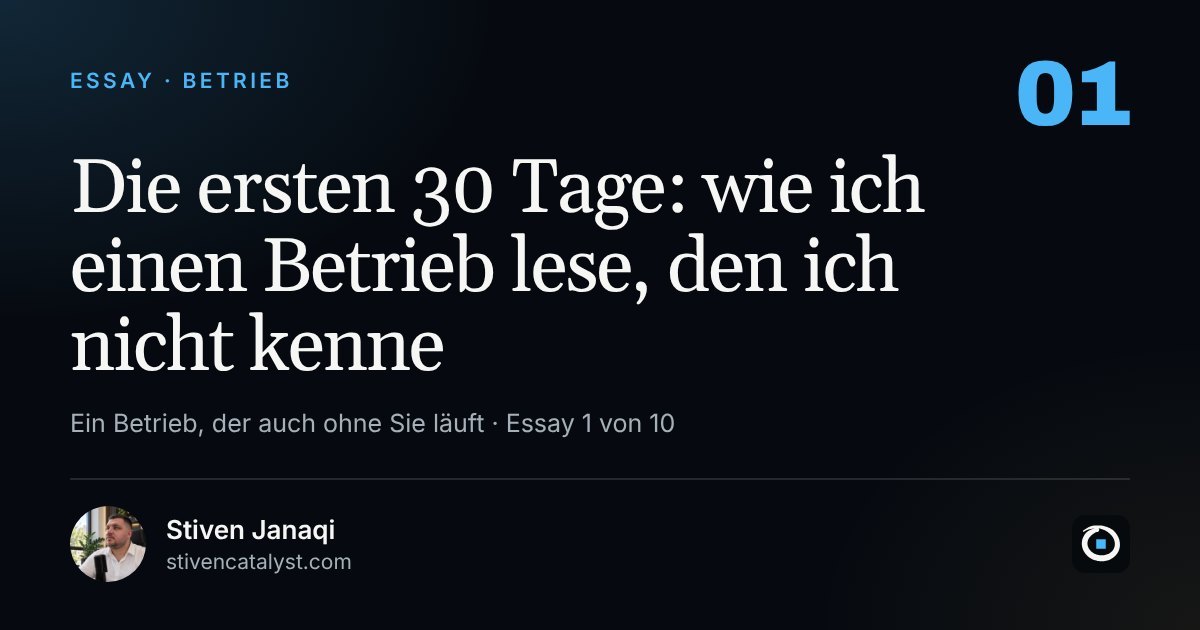 ESSAY · BETRIEB
01
Die ersten 30 Tage: wie ich
einen Betrieb lese, den ich
nicht kenne
Ein Betrieb, der auch ohne Sie läuft · Essay 1 von 10
Stiven Janaqi
stivencatalyst.com